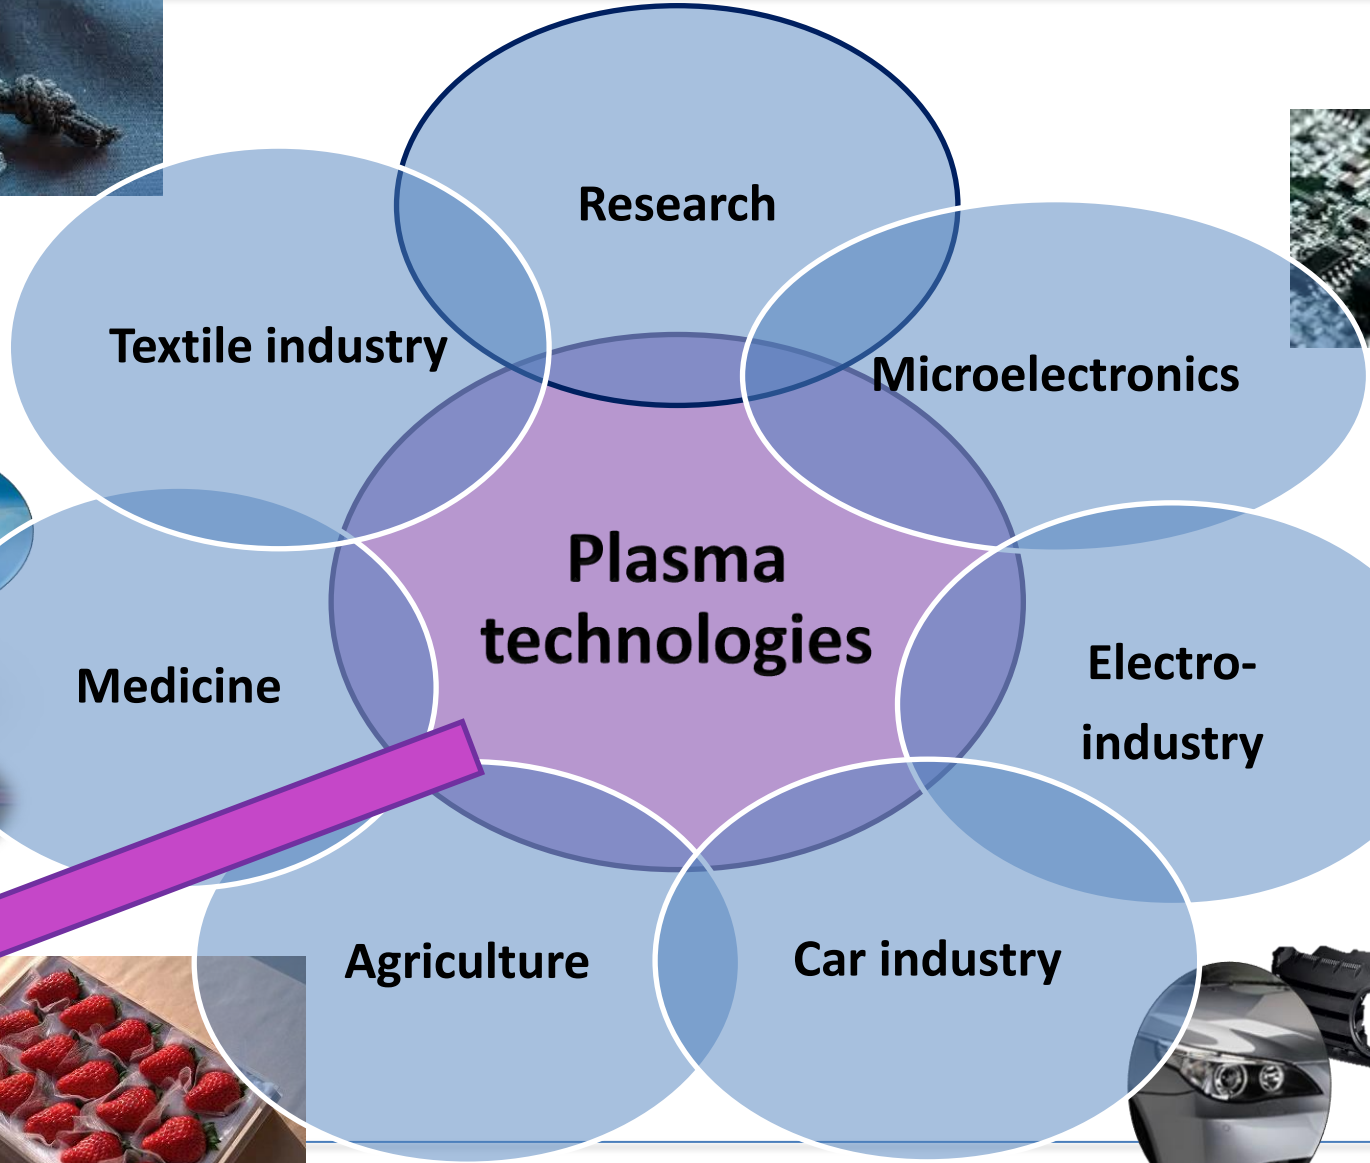 Research
Textile industry
Microelectronics
Plasma
technologies
Electro-
industry
Medicine
Agriculture
Car industry